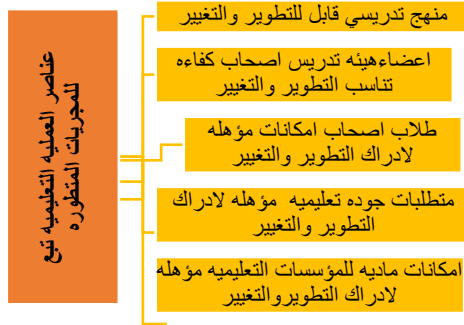 عناصر العمليه التعليميه تبع
للمجريات المتطوره
منهج تدريسي قابل للتطوير والتغيير
اعضاءهيئه تدريس اصحاب كفاءه
تناسب التطوير والتغيير
طلاب اصحاب امكانات مؤهله
لادراك التطوير والتغيير
متطلبات جوده تعليميه مؤهله لادراك
التطوير والتغيير
امكانات ماديه للمؤسسات التعليميه مؤهله
لادراك التطويروالتغيير